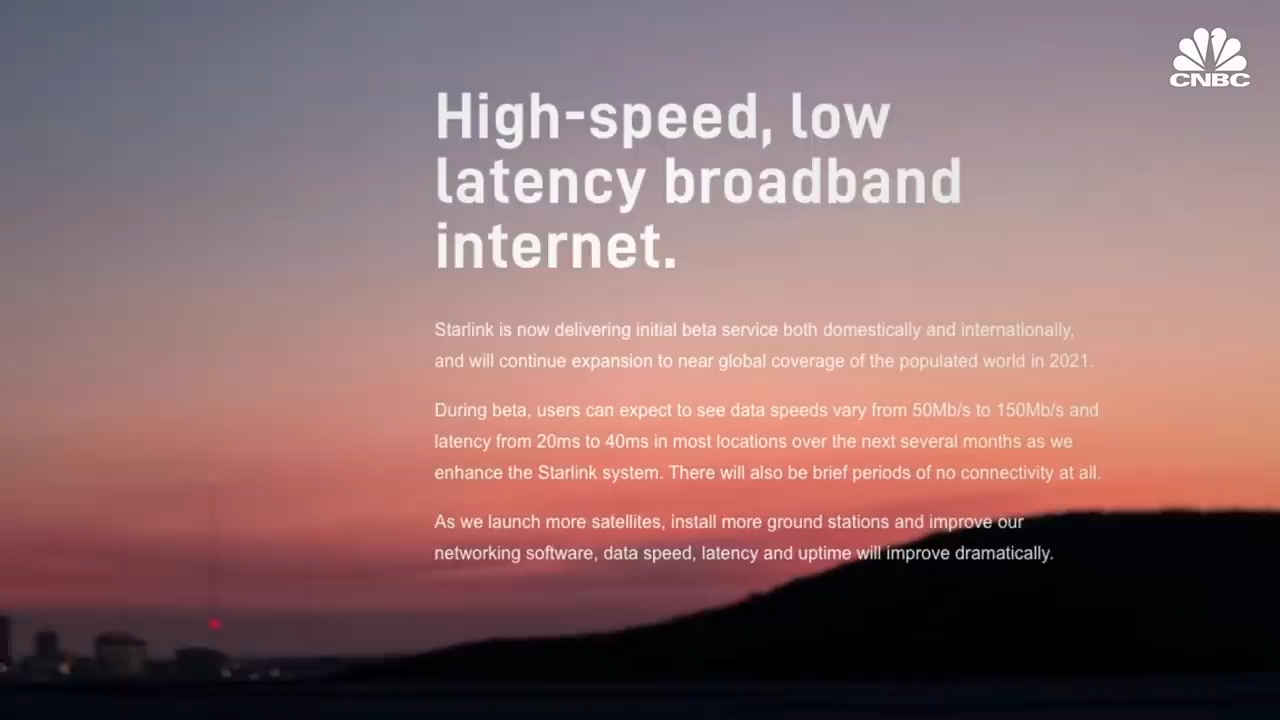 CNBC
High-speed, low
latency broadband
internet.
Starlink is now delivering initial beta service both domestically and internationally,
and will continue expansion to near global coverage of the populated world in 2021.
During beta, users can expect to see data speeds vary from 50Mb/s to 150Mb/s and
latency from 20ms to 40ms in most locations over the next several months as we
enhance the Starlink system. There will also be brief periods of no connectivity at all.
As we launch more satellites, install more ground stations and improve our
networking software, data speed, latency and uptime will improve dramatically.